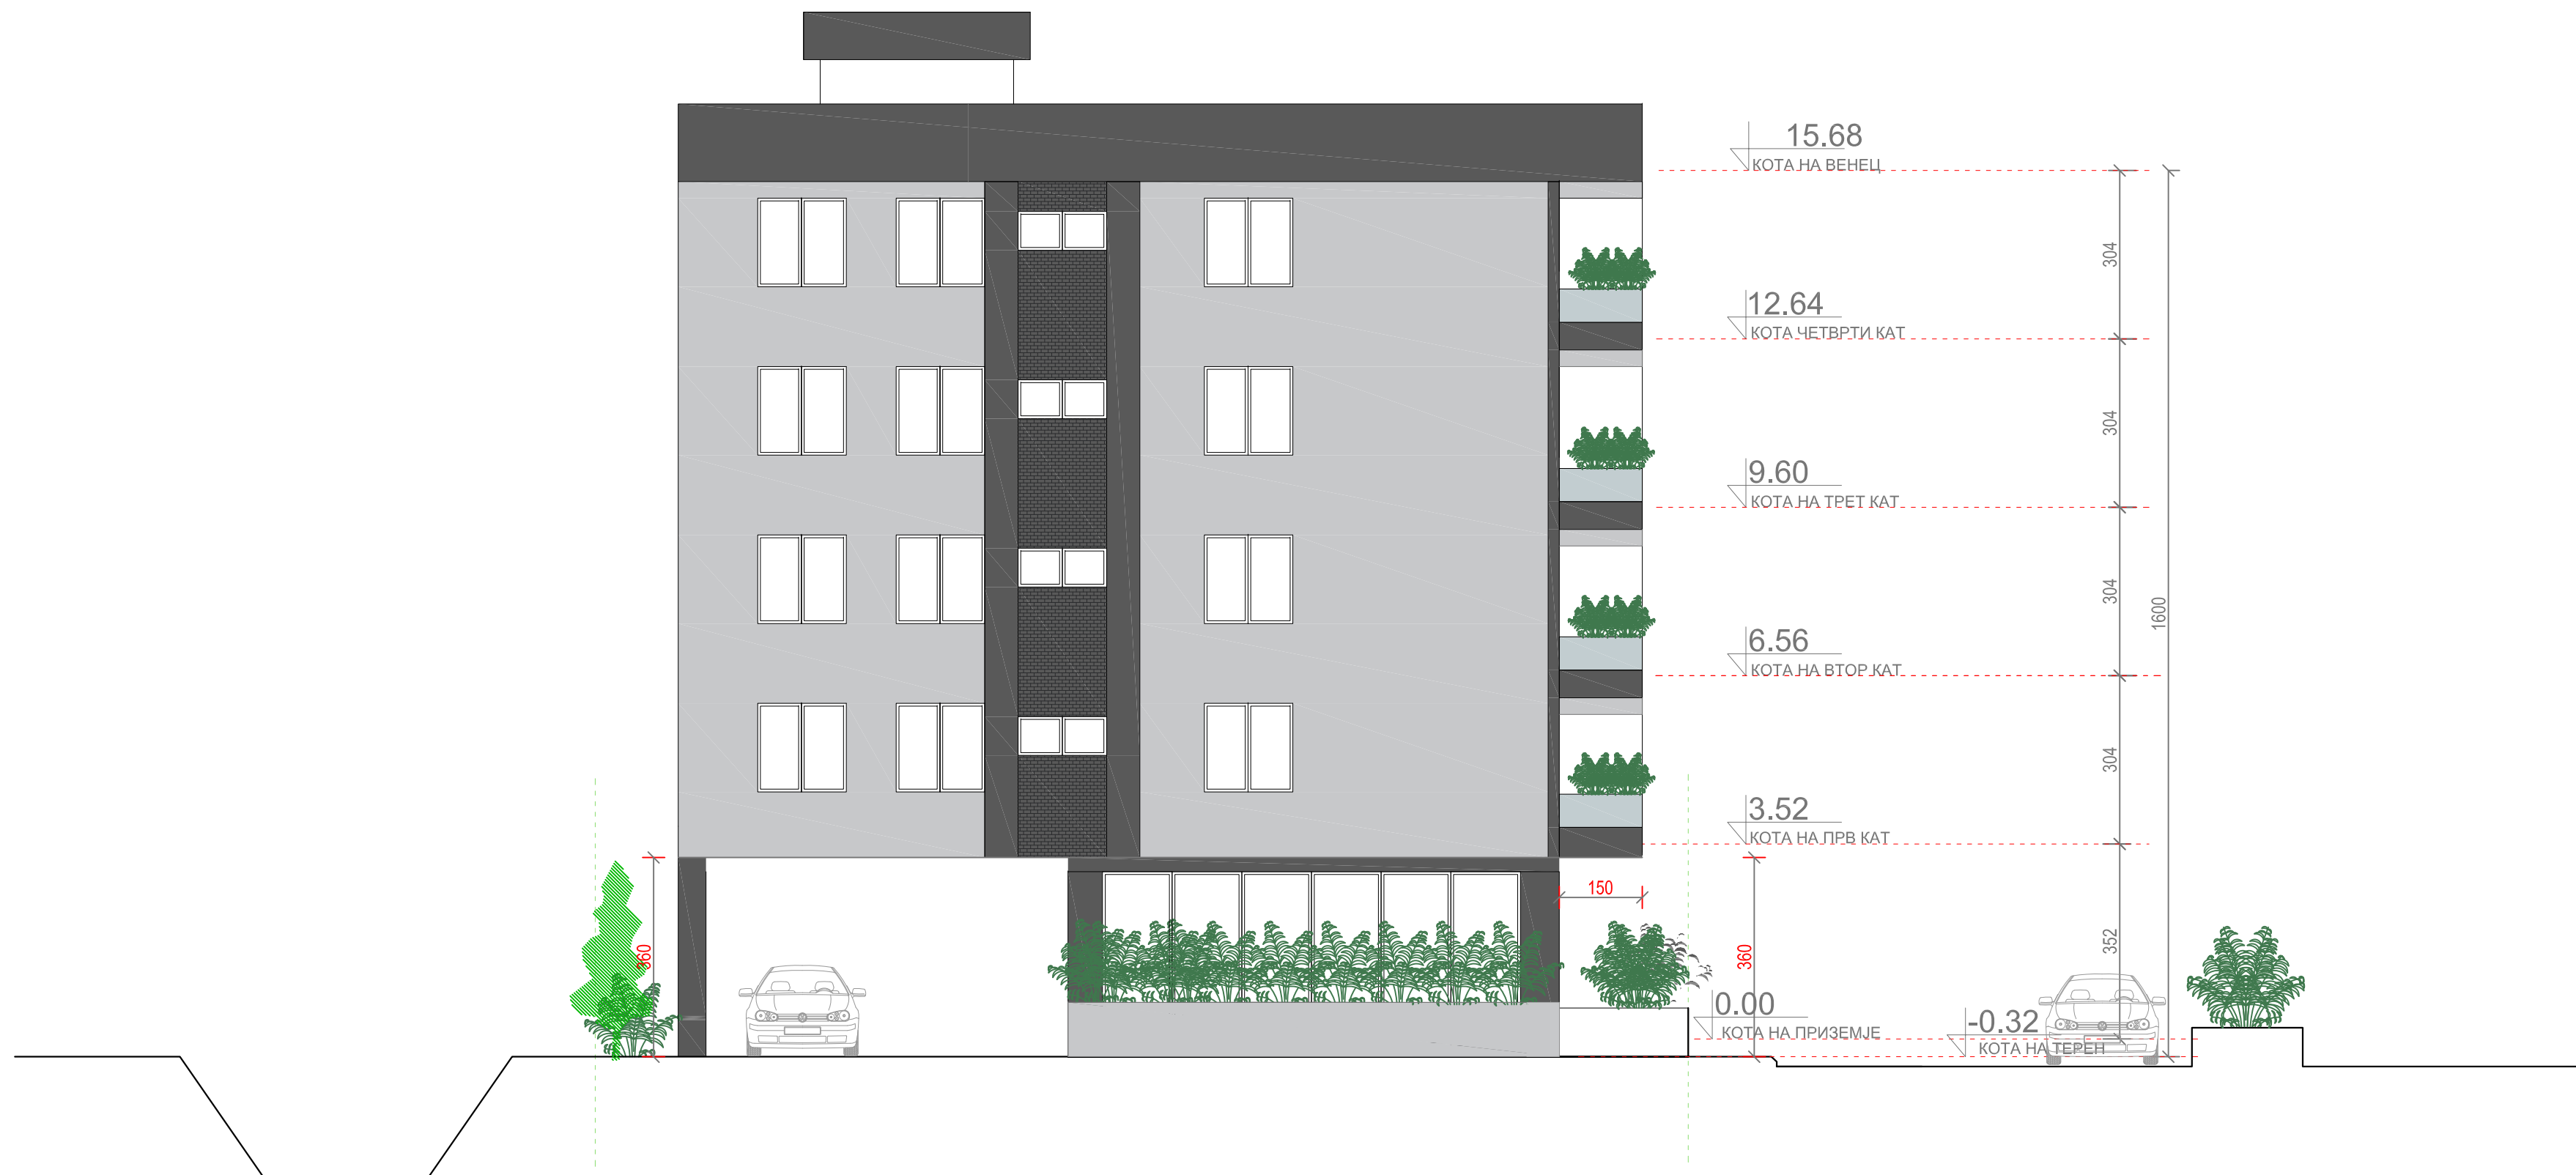 15.68
КОТА НА ВЕНЕЦ
304
12.64
КОТА ЧЕТВРТИ КАТ
304
9.60
КОТА НА ТРЕТ КАТ
304
1600
6.56
КОТА НА ВТОР КАТ
304
3.52
КОТА НА ПРВ КАТ
150
360
360
352
0.00
КОТА НА ПРИЗЕМЈЕ
-0.32
КОТА НА ТЕРЕН